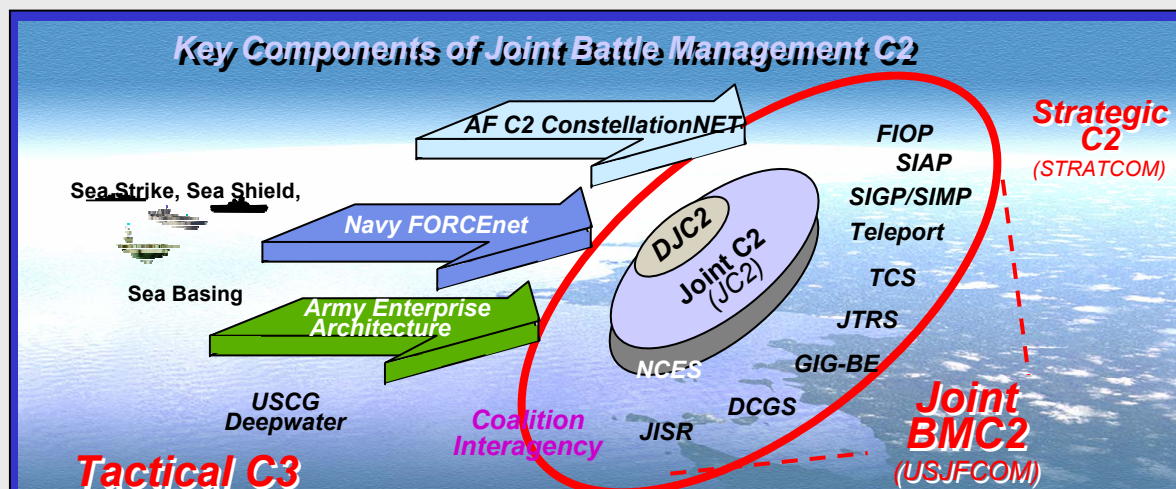 Key Components of Joint Battle Management C2
AF C2 ConstellationNET
Strategic
C2
(STRATCOM)
FIOP
SIAP
SIGP/SIMP
Teleport
TCS
JTRS
GIG-BE
DCGS
JISR
Sea Strike, Sea Shield,
Sea Basing
Navy FORCEnet
DJC2
Joint C2
(JC2)
NCES
Army Enterprise
Architecture
USCG
Deepwater
Coalition
Interagency
Joint
BMC2
(USJFCOM)
Tactical C3